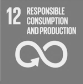 12 RESPONSIBLE
CONSUMPTION
AND PRODUCTION